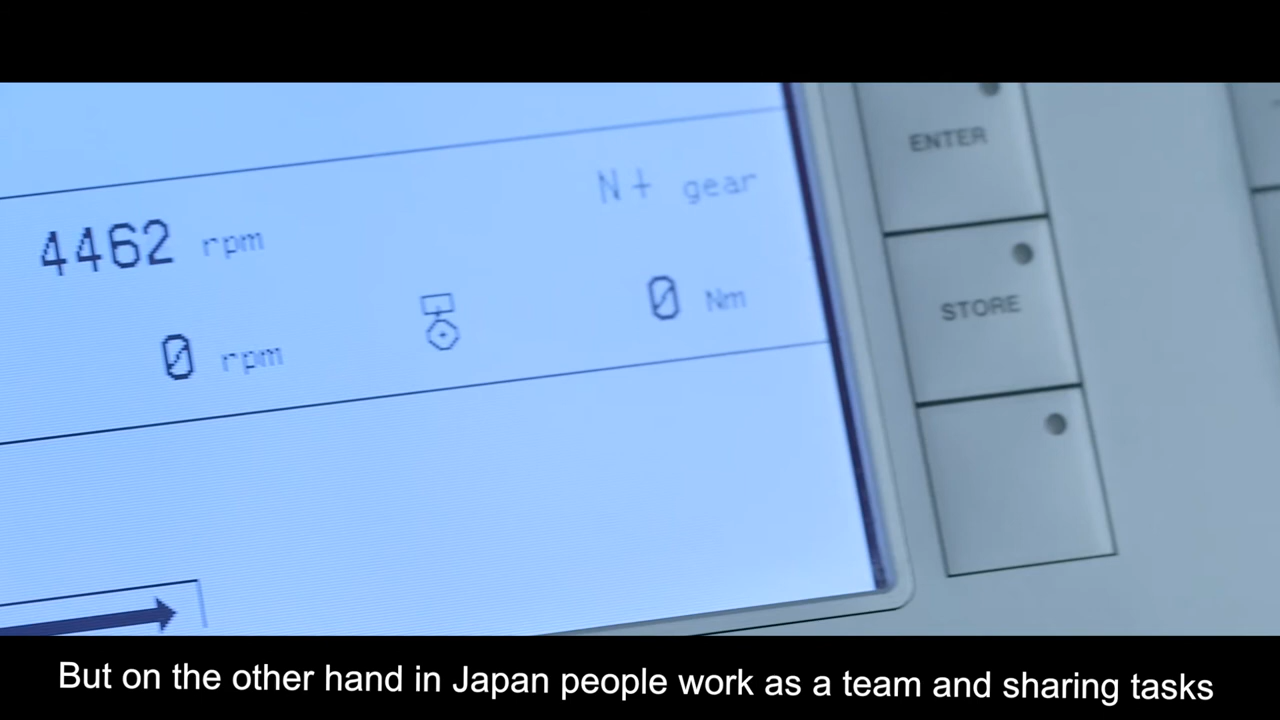 4462 rpm
N+ gear
0 rpm
0 Nm
ENTER
STORE
But on the other hand in Japan people work as a team and sharing tasks